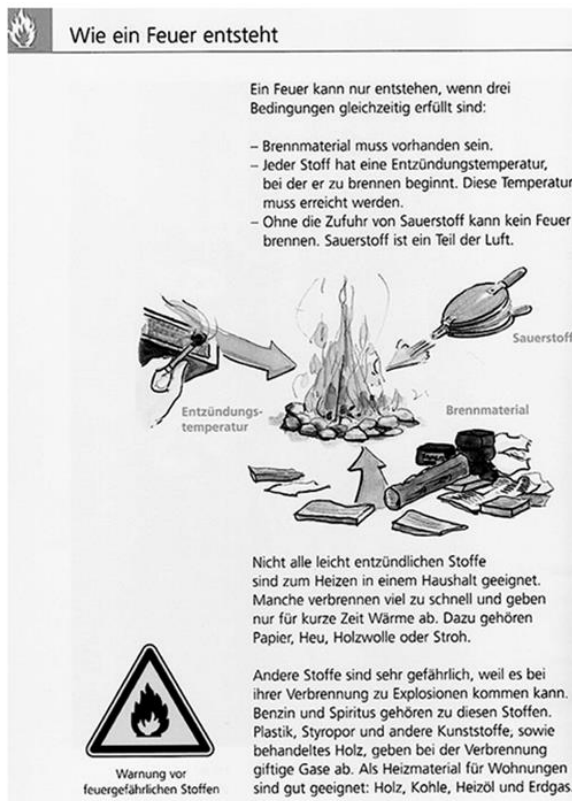 Wie ein Feuer entsteht
Ein Feuer kann nur entstehen, wenn drei
Bedingungen gleichzeitig erfüllt sind:
– Brennmaterial muss vorhanden sein.
– Jeder Stoff hat eine Entzündungstemperatur,
bei der er zu brennen beginnt. Diese Temperatur
muss erreicht werden.
– Ohne die Zufuhr von Sauerstoff kann kein Feuer
brennen. Sauerstoff ist ein Teil der Luft.
Sauerstoff
Entzündungs-
temperatur
Brennmaterial
Nicht alle leicht entzündlichen Stoffe
sind zum Heizen in einem Haushalt geeignet.
Manche verbrennen viel zu schnell und geben
nur für kurze Zeit Wärme ab. Dazu gehören
Papier, Heu, Holzwolle oder Stroh.
Andere Stoffe sind sehr gefährlich, weil es bei
ihrer Verbrennung zu Explosionen kommen kann.
Benzin und Spiritus gehören zu diesen Stoffen.
Plastik, Styropor und andere Kunststoffe, sowie
behandeltes Holz, geben bei der Verbrennung
giftige Gase ab. Als Heizmaterial für Wohnungen
sind gut geeignet: Holz, Kohle, Heizöl und Erdgas.
Warnung vor
feuergefährlichen Stoffen